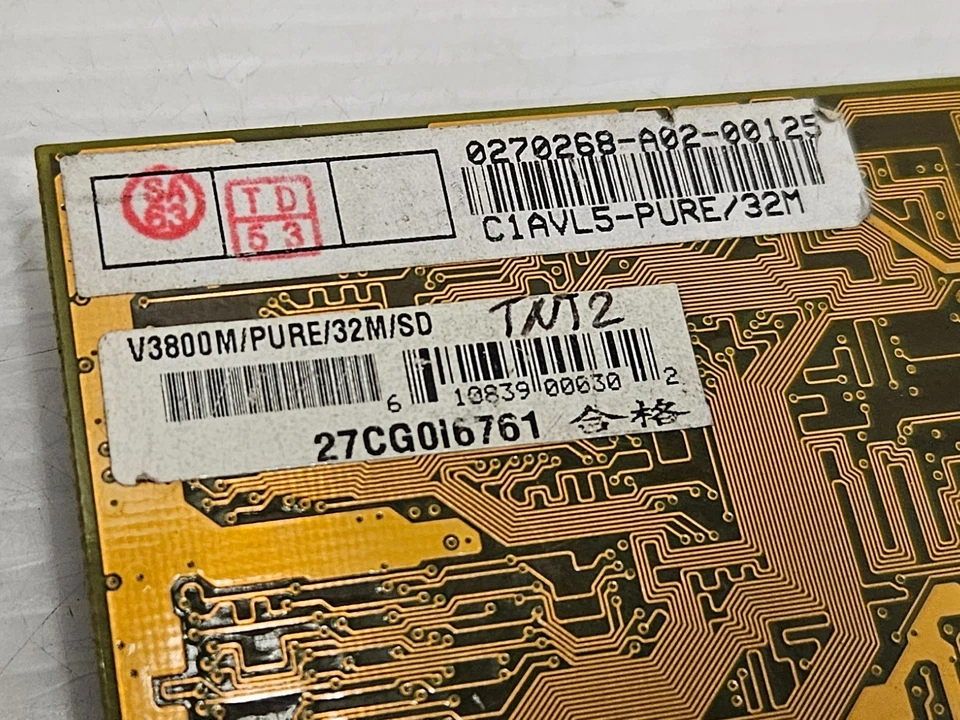 SA
63
TD
53
0270268-A02-00125
C1AVL5-PURE/32M
V3800M/PURE/32M/SD
TNT2
6 10839 00630 2
27CG0I6761 合格